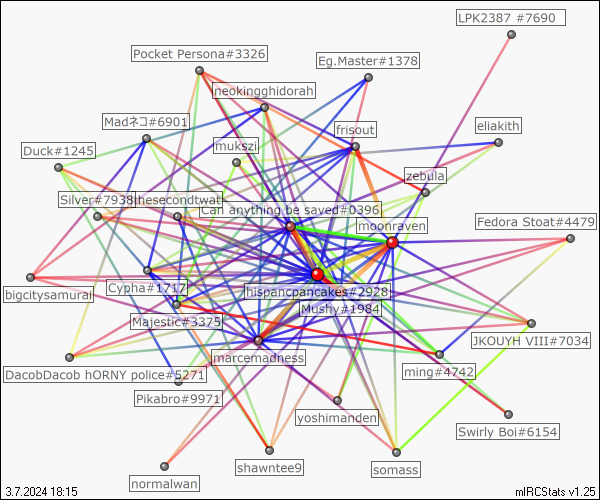 LPK2387 #7690
Pocket Persona#3326
Eg.Master#1378
neokingghidorah
Madネコ#6901
frisout
eliakith
mukszi
Duck#1245
zebula
Silver#7938
thesecondtwat
Can anything be saved#0396
moonraven
Fedora Stoat#4479
Cypha#1717
hispancpancakes#2928
bigcitysamurai
Mushy#1984
Majestic#3375
JKOUYH VIII#7034
marcemadness
DacobDacob hORNY police#5271
ming#4742
Pikabro#9971
yoshimanden
Swirly Boi#6154
shawntee9
somass
normalwan
3.7.2024 18:15
mIRCStats v1.25